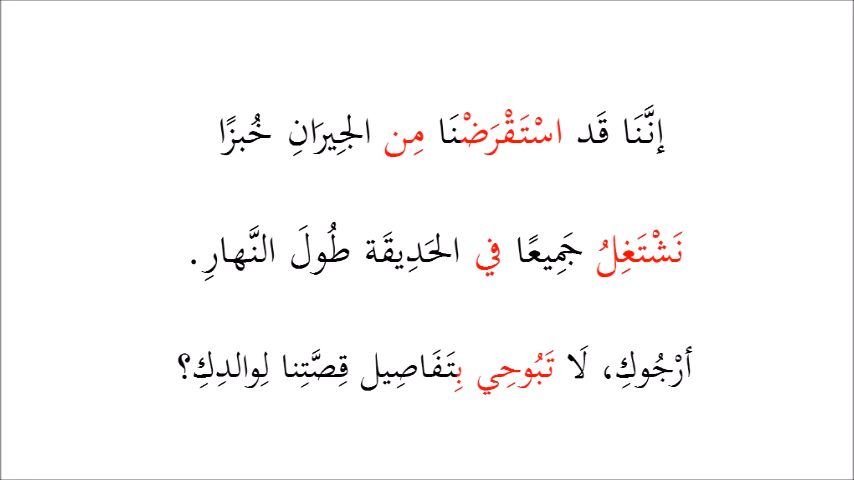 إنَّنَا قَد اسْتَقْرَضْنَا مِن الجِيرَانِ خُبزًا
نَشْتَغِلُ جَمِيعًا في الحَدِيقَة طُولَ النَّهارِ.
أرْجُوكِ، لَا تَبُوحِي بِتَفَاصِيل قِصَّتِنا لِوالدِكِ؟